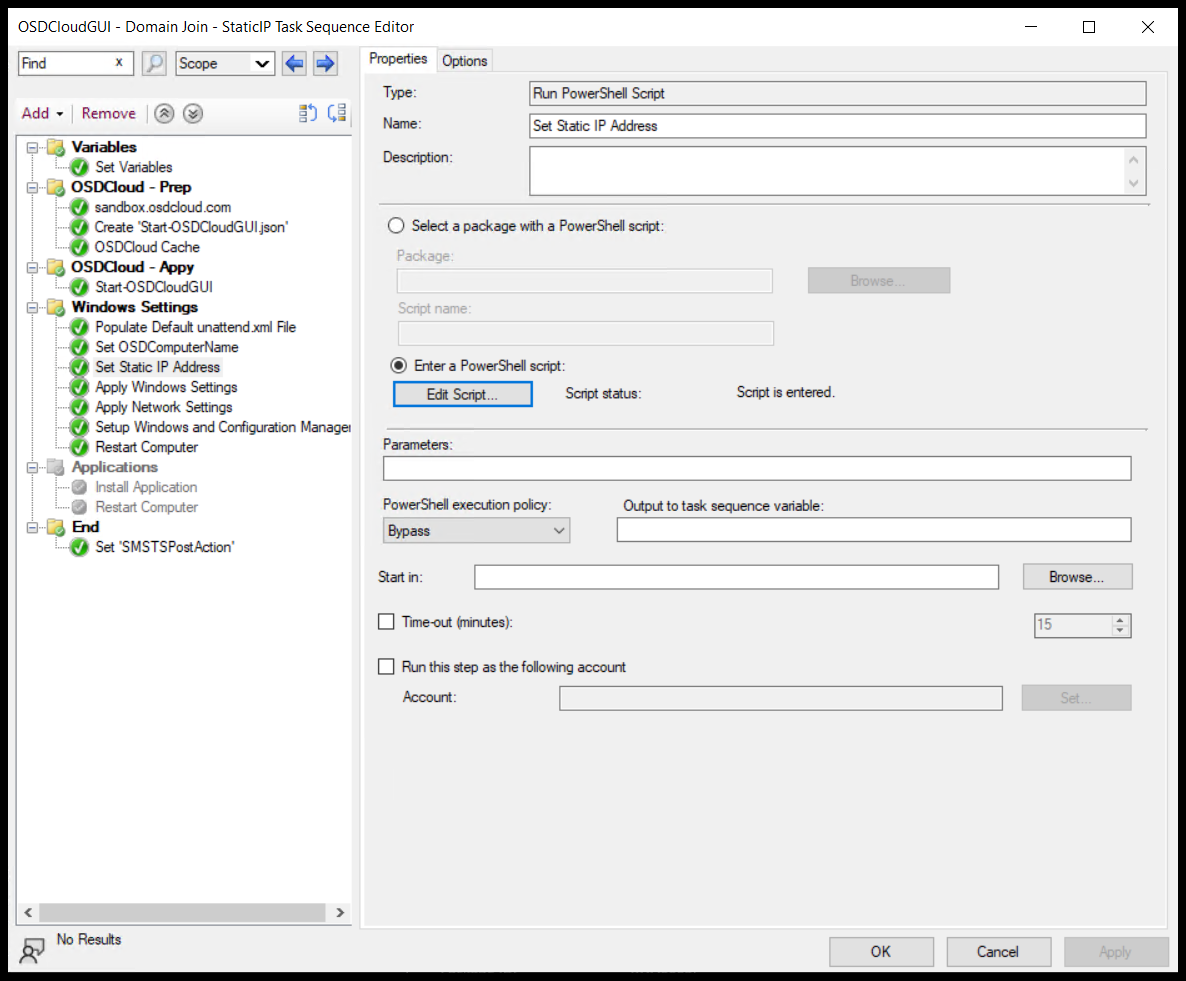 OSDCloudGUI - Domain Join - StaticIP Task Sequence Editor
Find x Scope
Add Remove
Variables
Set Variables
OSDCloud - Prep
sandbox.osdcloud.com
Create 'Start-OSDCloudGUI.json'
OSDCloud Cache
OSDCloud - Appy
Start-OSDCloudGUI
Windows Settings
Populate Default unattend.xml File
Set OSDComputerName
Set Static IP Address
Apply Windows Settings
Apply Network Settings
Setup Windows and Configuration Manager
Restart Computer
Applications
Install Application
Restart Computer
End
Set 'SMSTSPostAction'
No Results
Properties Options
Type: Run PowerShell Script
Name: Set Static IP Address
Description:
Select a package with a PowerShell script:
Package:
Browse...
Script name:
Enter a PowerShell script:
Edit Script... Script status: Script is entered.
Parameters:
PowerShell execution policy: Output to task sequence variable:
Bypass
Start in: Browse...
Time-out (minutes): 15
Run this step as the following account
Account: Set...
OK Cancel Apply